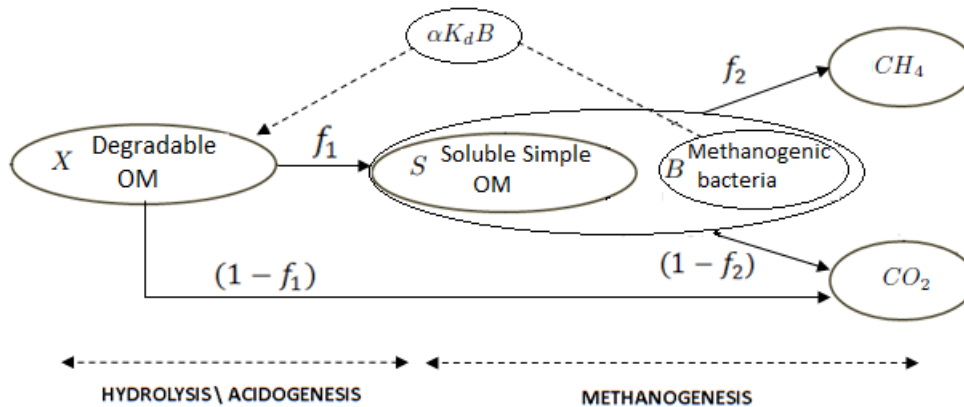 αK_dB
CH_4
f_2
X Degradable
OM
f_1
S Soluble Simple
OM
B Methanogenic
bacteria
(1 − f_1)
(1 − f_2)
CO_2
HYDROLYSIS\ ACIDOGENESIS
METHANOGENESIS